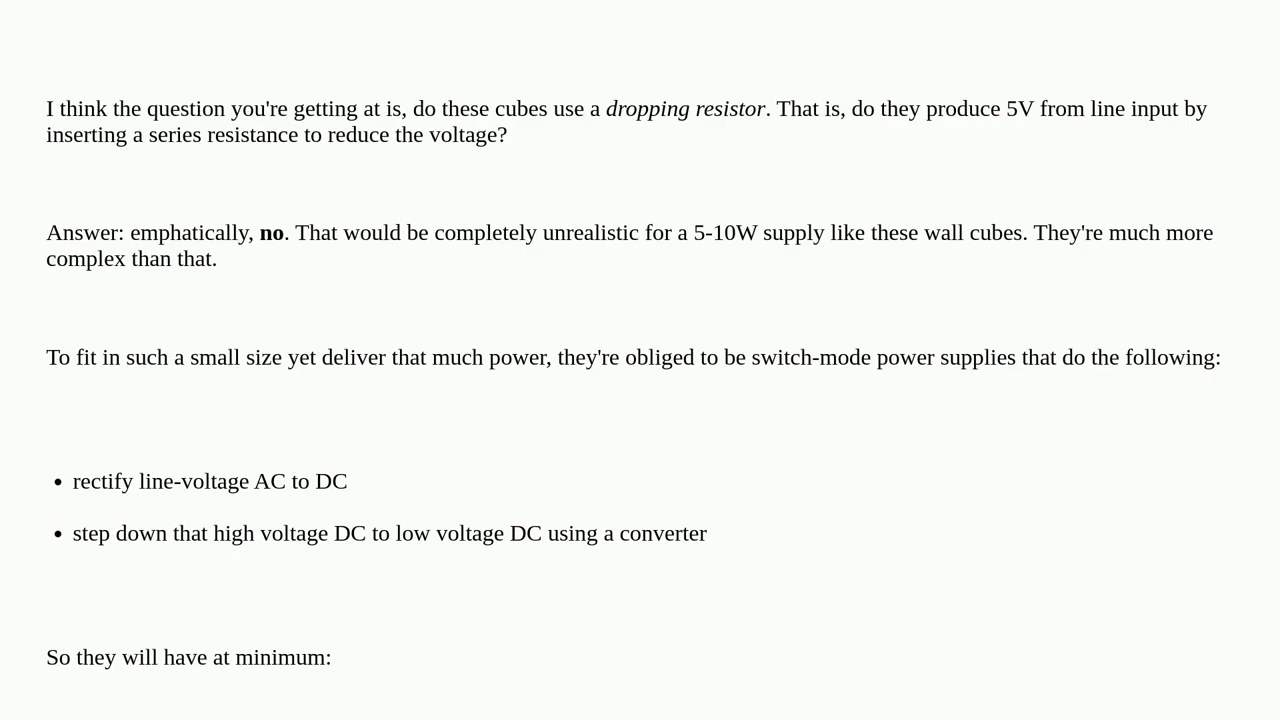 I think the question you're getting at is, do these cubes use a dropping resistor. That is, do they produce 5V from line input by
inserting a series resistance to reduce the voltage?
Answer: emphatically, no. That would be completely unrealistic for a 5-10W supply like these wall cubes. They're much more
complex than that.
To fit in such a small size yet deliver that much power, they're obliged to be switch-mode power supplies that do the following:
• rectify line-voltage AC to DC
• step down that high voltage DC to low voltage DC using a converter
So they will have at minimum: